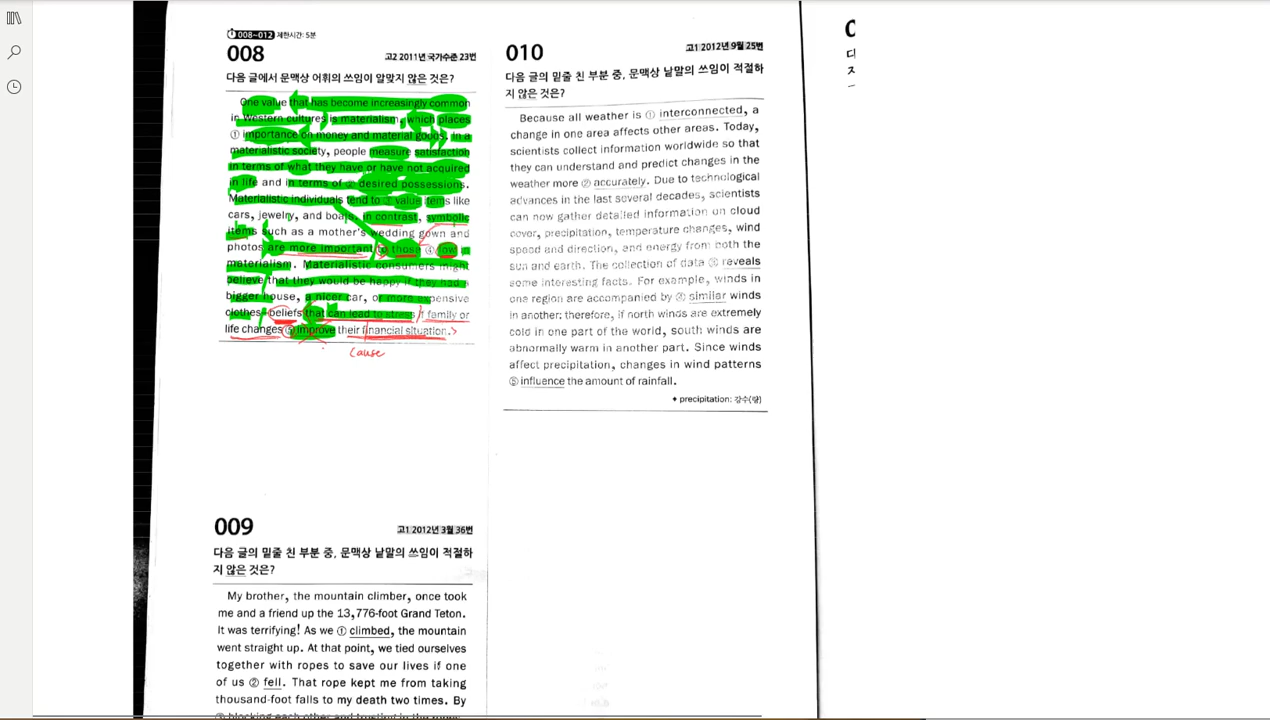 008~012 제한시간: 5분
008
고2 2011년 국가수준 23번
다음 글에서 문맥상 어휘의 쓰임이 알맞지 않은 것은?
One value that has become increasingly common
in Western cultures is materialism, which places
① importance on money and material goods. In a
materialistic society, people measure satisfaction
in terms of what they have or have not acquired
in life and in terms of ② desired possessions.
Materialistic individuals tend to ③ value items like
cars, jewelry, and boats, in contrast, symbolic
items such as a mother's wedding gown and
photos are more important to those ④ low in
materialism. Materialistic consumers might
believe that they would be happy if they had a
bigger house, a nicer car, or more expensive
clothes-beliefs that can lead to stress if family or
life changes ⑤ improve their financial situation.
cause
009
고1 2012년 3월 36번
다음 글의 밑줄 친 부분 중, 문맥상 낱말의 쓰임이 적절하
지 않은 것은?
My brother, the mountain climber, once took
me and a friend up the 13,776-foot Grand Teton.
It was terrifying! As we ① climbed, the mountain
went straight up. At that point, we tied ourselves
together with ropes to save our lives if one
of us ② fell. That rope kept me from taking
thousand-foot falls to my death two times. By
③ blocking each other and trusting in the ropes,
010
고1 2012년 9월 25번
다음 글의 밑줄 친 부분 중, 문맥상 낱말의 쓰임이 적절하
지 않은 것은?
Because all weather is ① interconnected, a
change in one area affects other areas. Today,
scientists collect information worldwide so that
they can understand and predict changes in the
weather more ② accurately. Due to technological
advances in the last several decades, scientists
can now gather detailed information on cloud
cover, precipitation, temperature changes, wind
speed and direction, and energy from both the
sun and earth. The collection of data ③ reveals
some interesting facts. For example, winds in
one region are accompanied by ④ similar winds
in another; therefore, if north winds are extremely
cold in one part of the world, south winds are
abnormally warm in another part. Since winds
affect precipitation, changes in wind patterns
⑤ influence the amount of rainfall.
♦ precipitation: 강수(량)